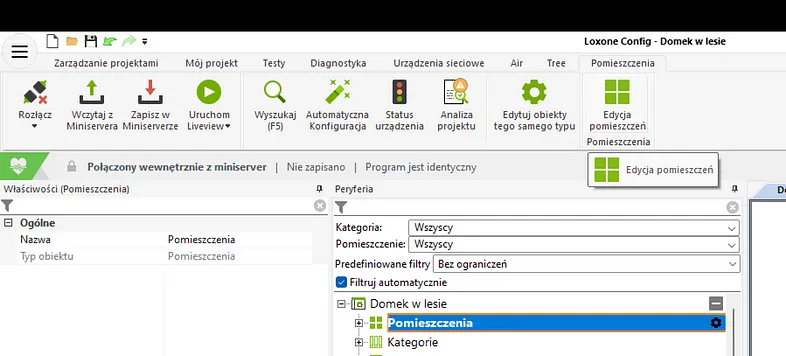 Loxone Config - Domek w lesie
Zarządzanie projektami Mój projekt Testy Diagnostyka Urządzenia sieciowe Air Tree Pomieszczenia
Rozłącz Wczytaj z Zapisz w Uruchom Wyszukaj Automatyczna Status Analiza Edytuj obiekty Edycja
Miniservera Miniserverze Liveview (F5) Konfiguracja urządzenia projektu tego samego typu pomieszczeń
Pomieszczenia
Połączony wewnętrznie z miniserver | Nie zapisano | Program jest identyczny
Edycja pomieszczeń
Właściwości (Pomieszczenia)
Ogólne
Nazwa Pomieszczenia
Typ obiektu Pomieszczenia
Peryferia
Kategoria: Wszyscy
Pomieszczenie: Wszyscy
Predefiniowane filtry Bez ograniczeń
Filtruj automatycznie
Domek w lesie
Pomieszczenia
Kategorie